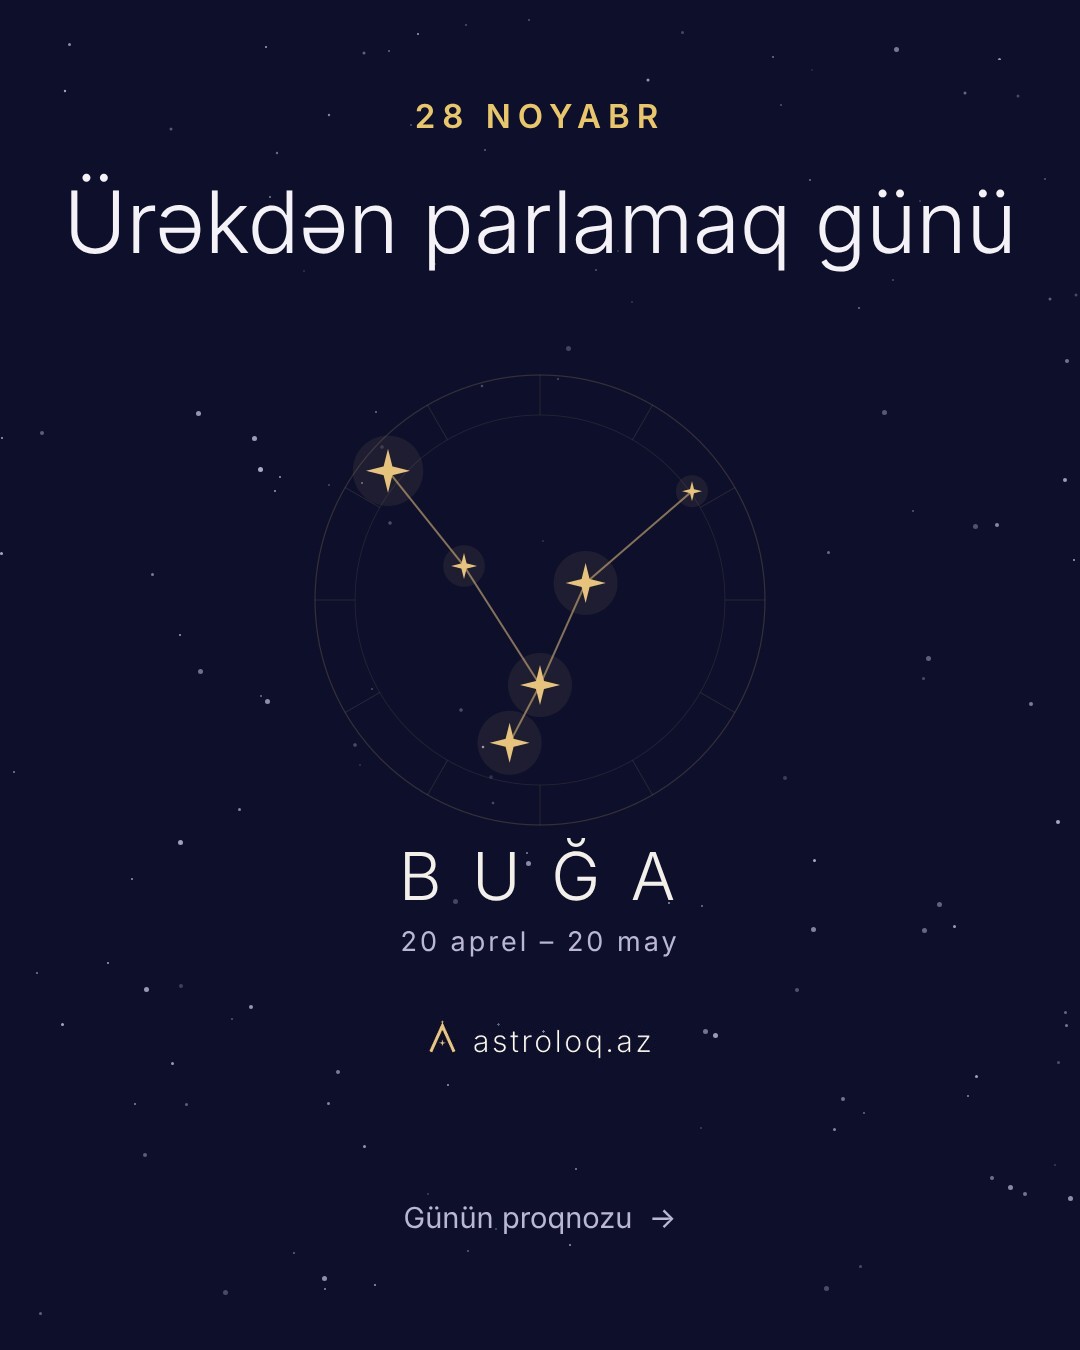 28 NOYABR
Ürəkdən parlamaq günü
BUĞA
20 aprel – 20 may
astroloq.az
Günün proqnozu →